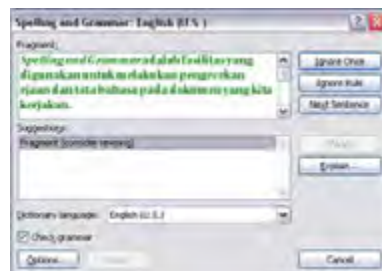 Spelling and Grammar: English (U.S.)
Fragment:
Spelling and Grammar adalah fasilitas yang
digunakan untuk melakukan pengecekan
ejaan dan tata bahasa pada dokumen yang kita
kerjakan.
Ignore Once
Ignore Rule
Next Sentence
Suggestions:
Fragment (consider revising)
Change
Explain...
Dictionary language: English (U.S.)
Check grammar
Options...
Cancel